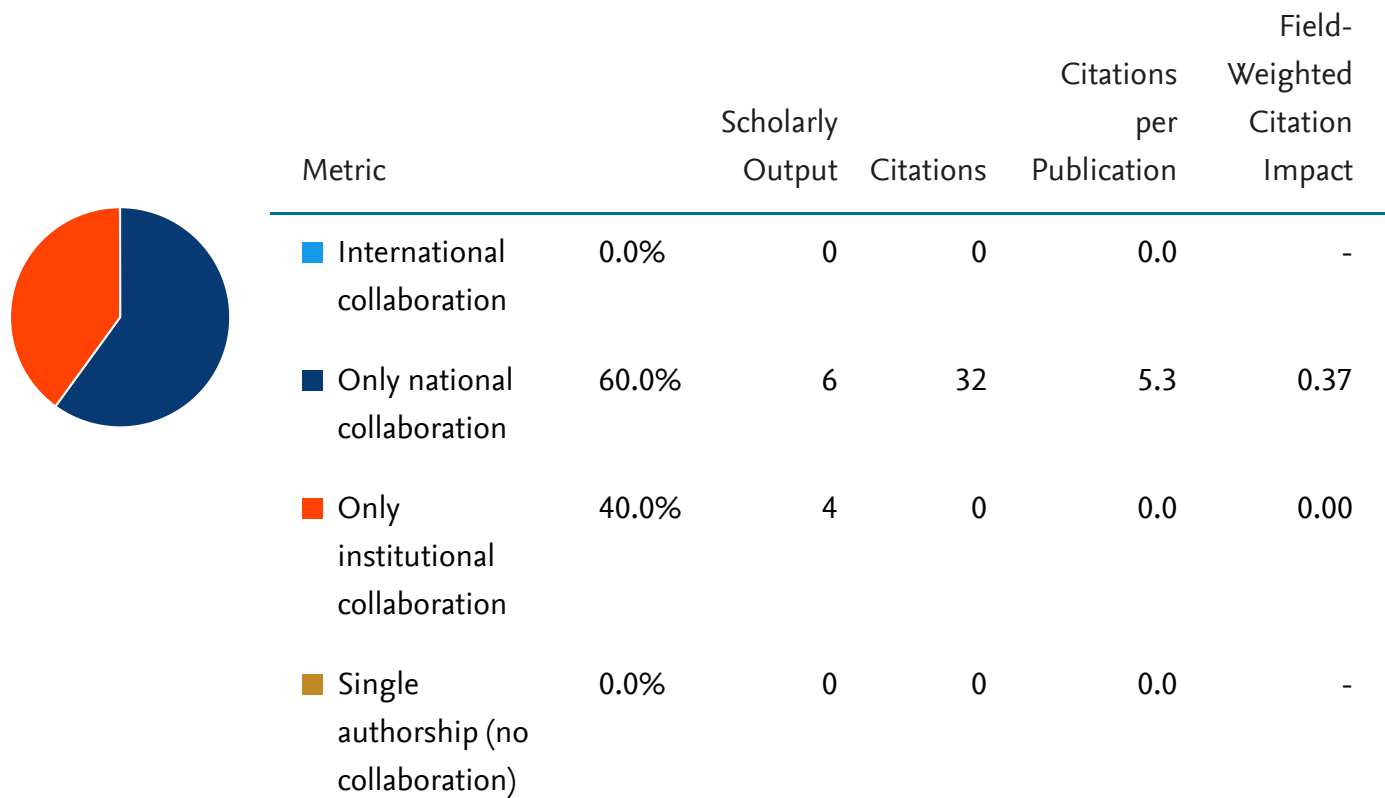 Field-
Citations Weighted
Scholarly per Citation
Metric Output Citations Publication Impact
International 0.0% 0 0 0.0 -
collaboration
Only national 60.0% 6 32 5.3 0.37
collaboration
Only 40.0% 4 0 0.0 0.00
institutional
collaboration
Single 0.0% 0 0 0.0 -
authorship (no
collaboration)